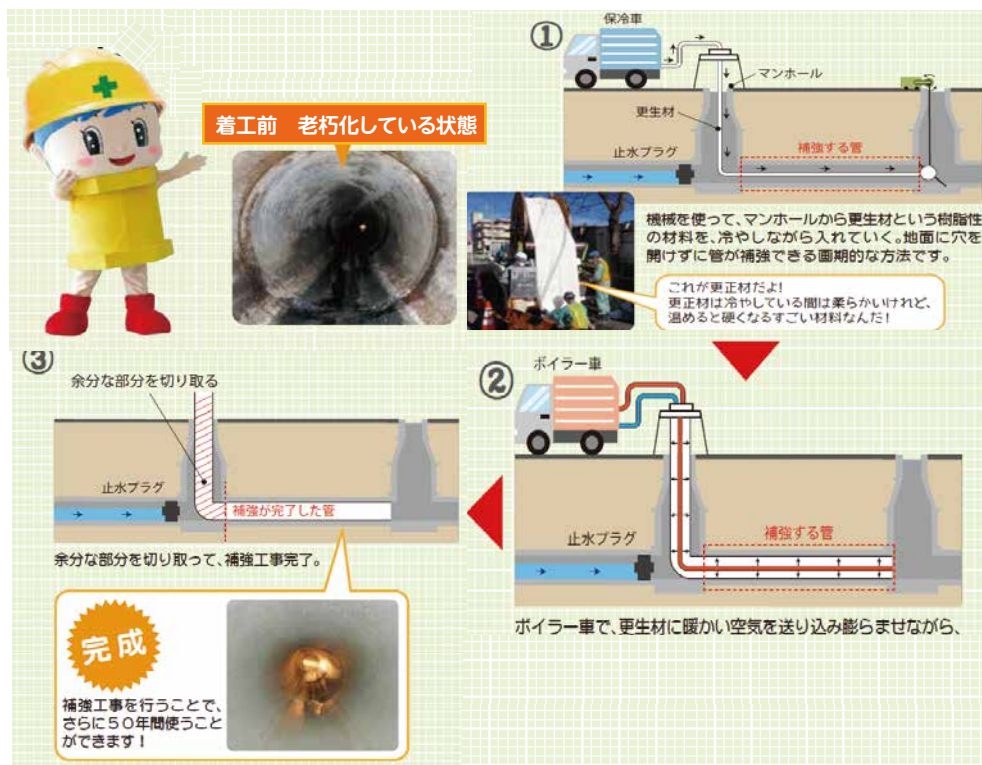 着工前 老朽化している状態
①
保冷車
マンホール
更生材
止水プラグ
補強する管
機械を使って、マンホールから更生材という樹脂性
の材料を、冷やしながら入れていく。地面に穴を
開けずに管が補強できる画期的な方法です。
これが更正材だよ!
更正材は冷やしている間は柔らかいけれど、
温めると硬くなるすごい材料なんだ!
②
ボイラー車
止水プラグ
補強する管
ボイラー車で、更生材に暖かい空気を送り込み膨らませながら、
③
余分な部分を切り取る
止水プラグ
補強が完了した管
余分な部分を切り取って、補強工事完了。
完成
補強工事を行うことで、
さらに50年間使うこと
ができます!